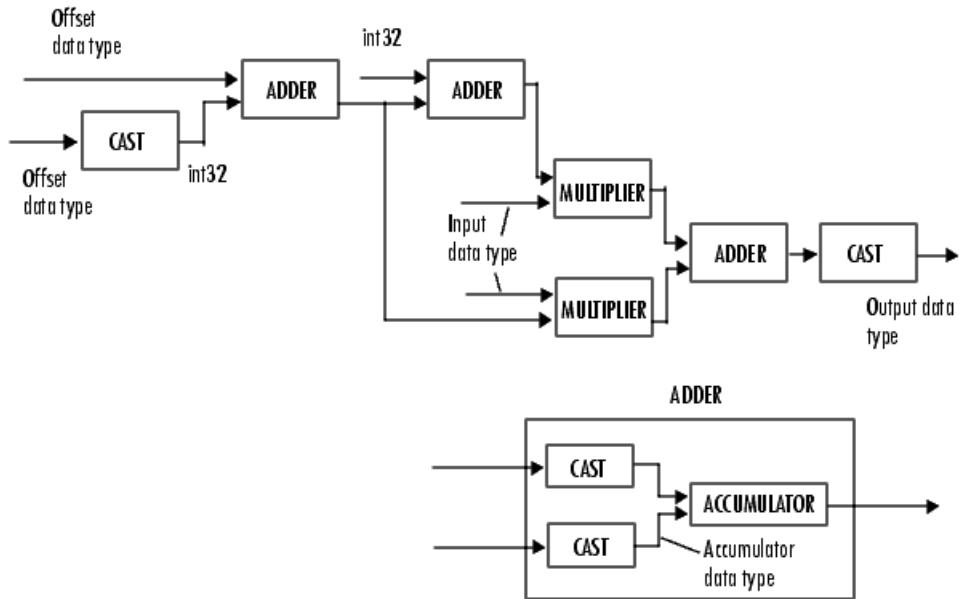 Offset
data type
int32
ADDER
ADDER
CAST
int32
Offset
data type
MULTIPLIER
Input
data type
ADDER
CAST
MULTIPLIER
Output data
type
ADDER
CAST
ACCUMULATOR
CAST
Accumulator
data type